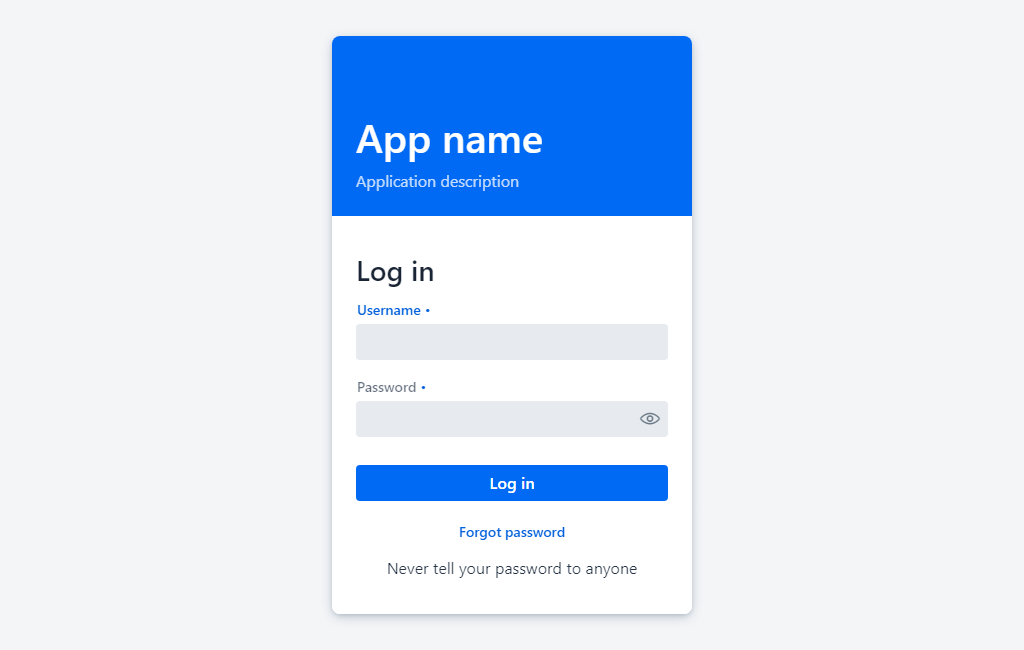 App name
Application description
Log in
Username •
Password •
Log in
Forgot password
Never tell your password to anyone